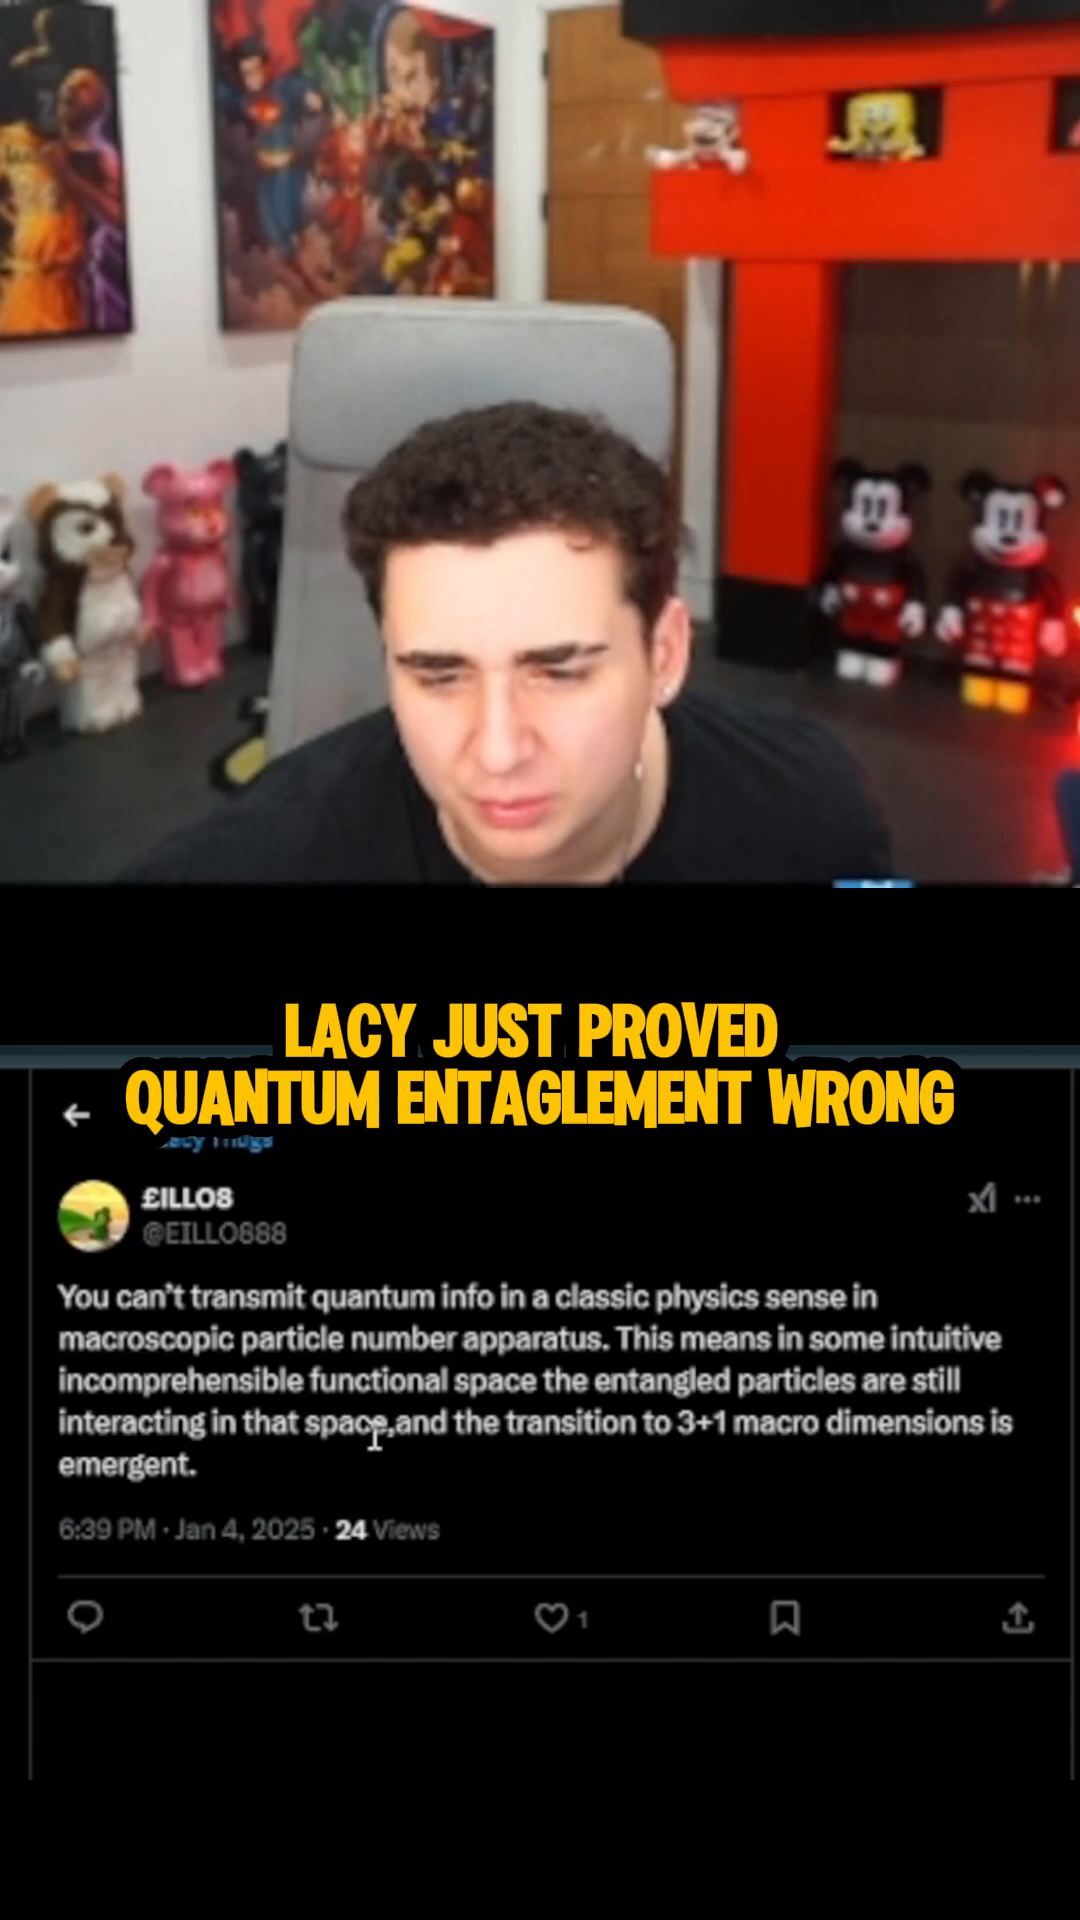 LACY JUST PROVED
QUANTUM ENTAGLEMENT WRONG
£ILLO8
@EILLO888
You can't transmit quantum info in a classic physics sense in
macroscopic particle number apparatus. This means in some intuitive
incomprehensible functional space the entangled particles are still
interacting in that space,and the transition to 3+1 macro dimensions is
emergent.
6:39 PM · Jan 4, 2025 · 24 Views
1